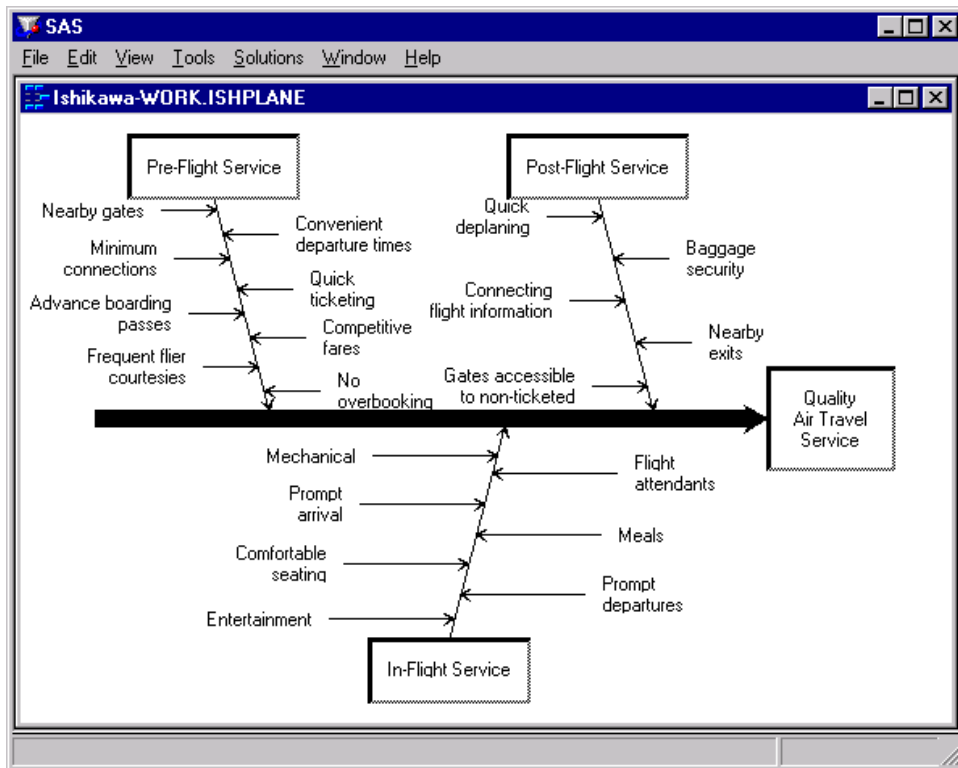 SAS
File Edit View Tools Solutions Window Help
Ishikawa-WORK.ISHPLANE
Pre-Flight Service
Nearby gates
Convenient
departure times
Minimum
connections
Quick
ticketing
Advance boarding
passes
Competitive
fares
Frequent flier
courtesies
No
overbooking
Post-Flight Service
Quick
deplaning
Baggage
security
Connecting
flight information
Nearby
exits
Gates accessible
to non-ticketed
Quality
Air Travel
Service
Mechanical
Flight
attendants
Prompt
arrival
Meals
Comfortable
seating
Prompt
departures
Entertainment
In-Flight Service